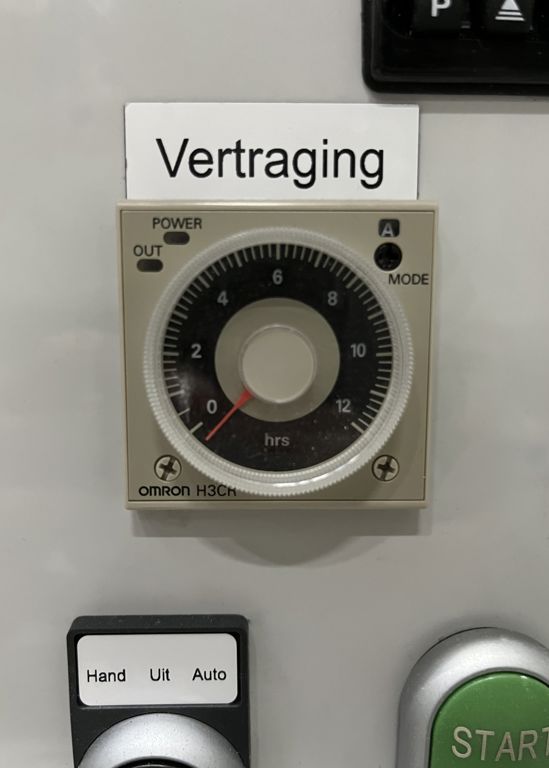 P
Vertraging
POWER
OUT
A
MODE
6
4 8
2 10
0 12
hrs
OMRON H3CR
Hand Uit Auto
START